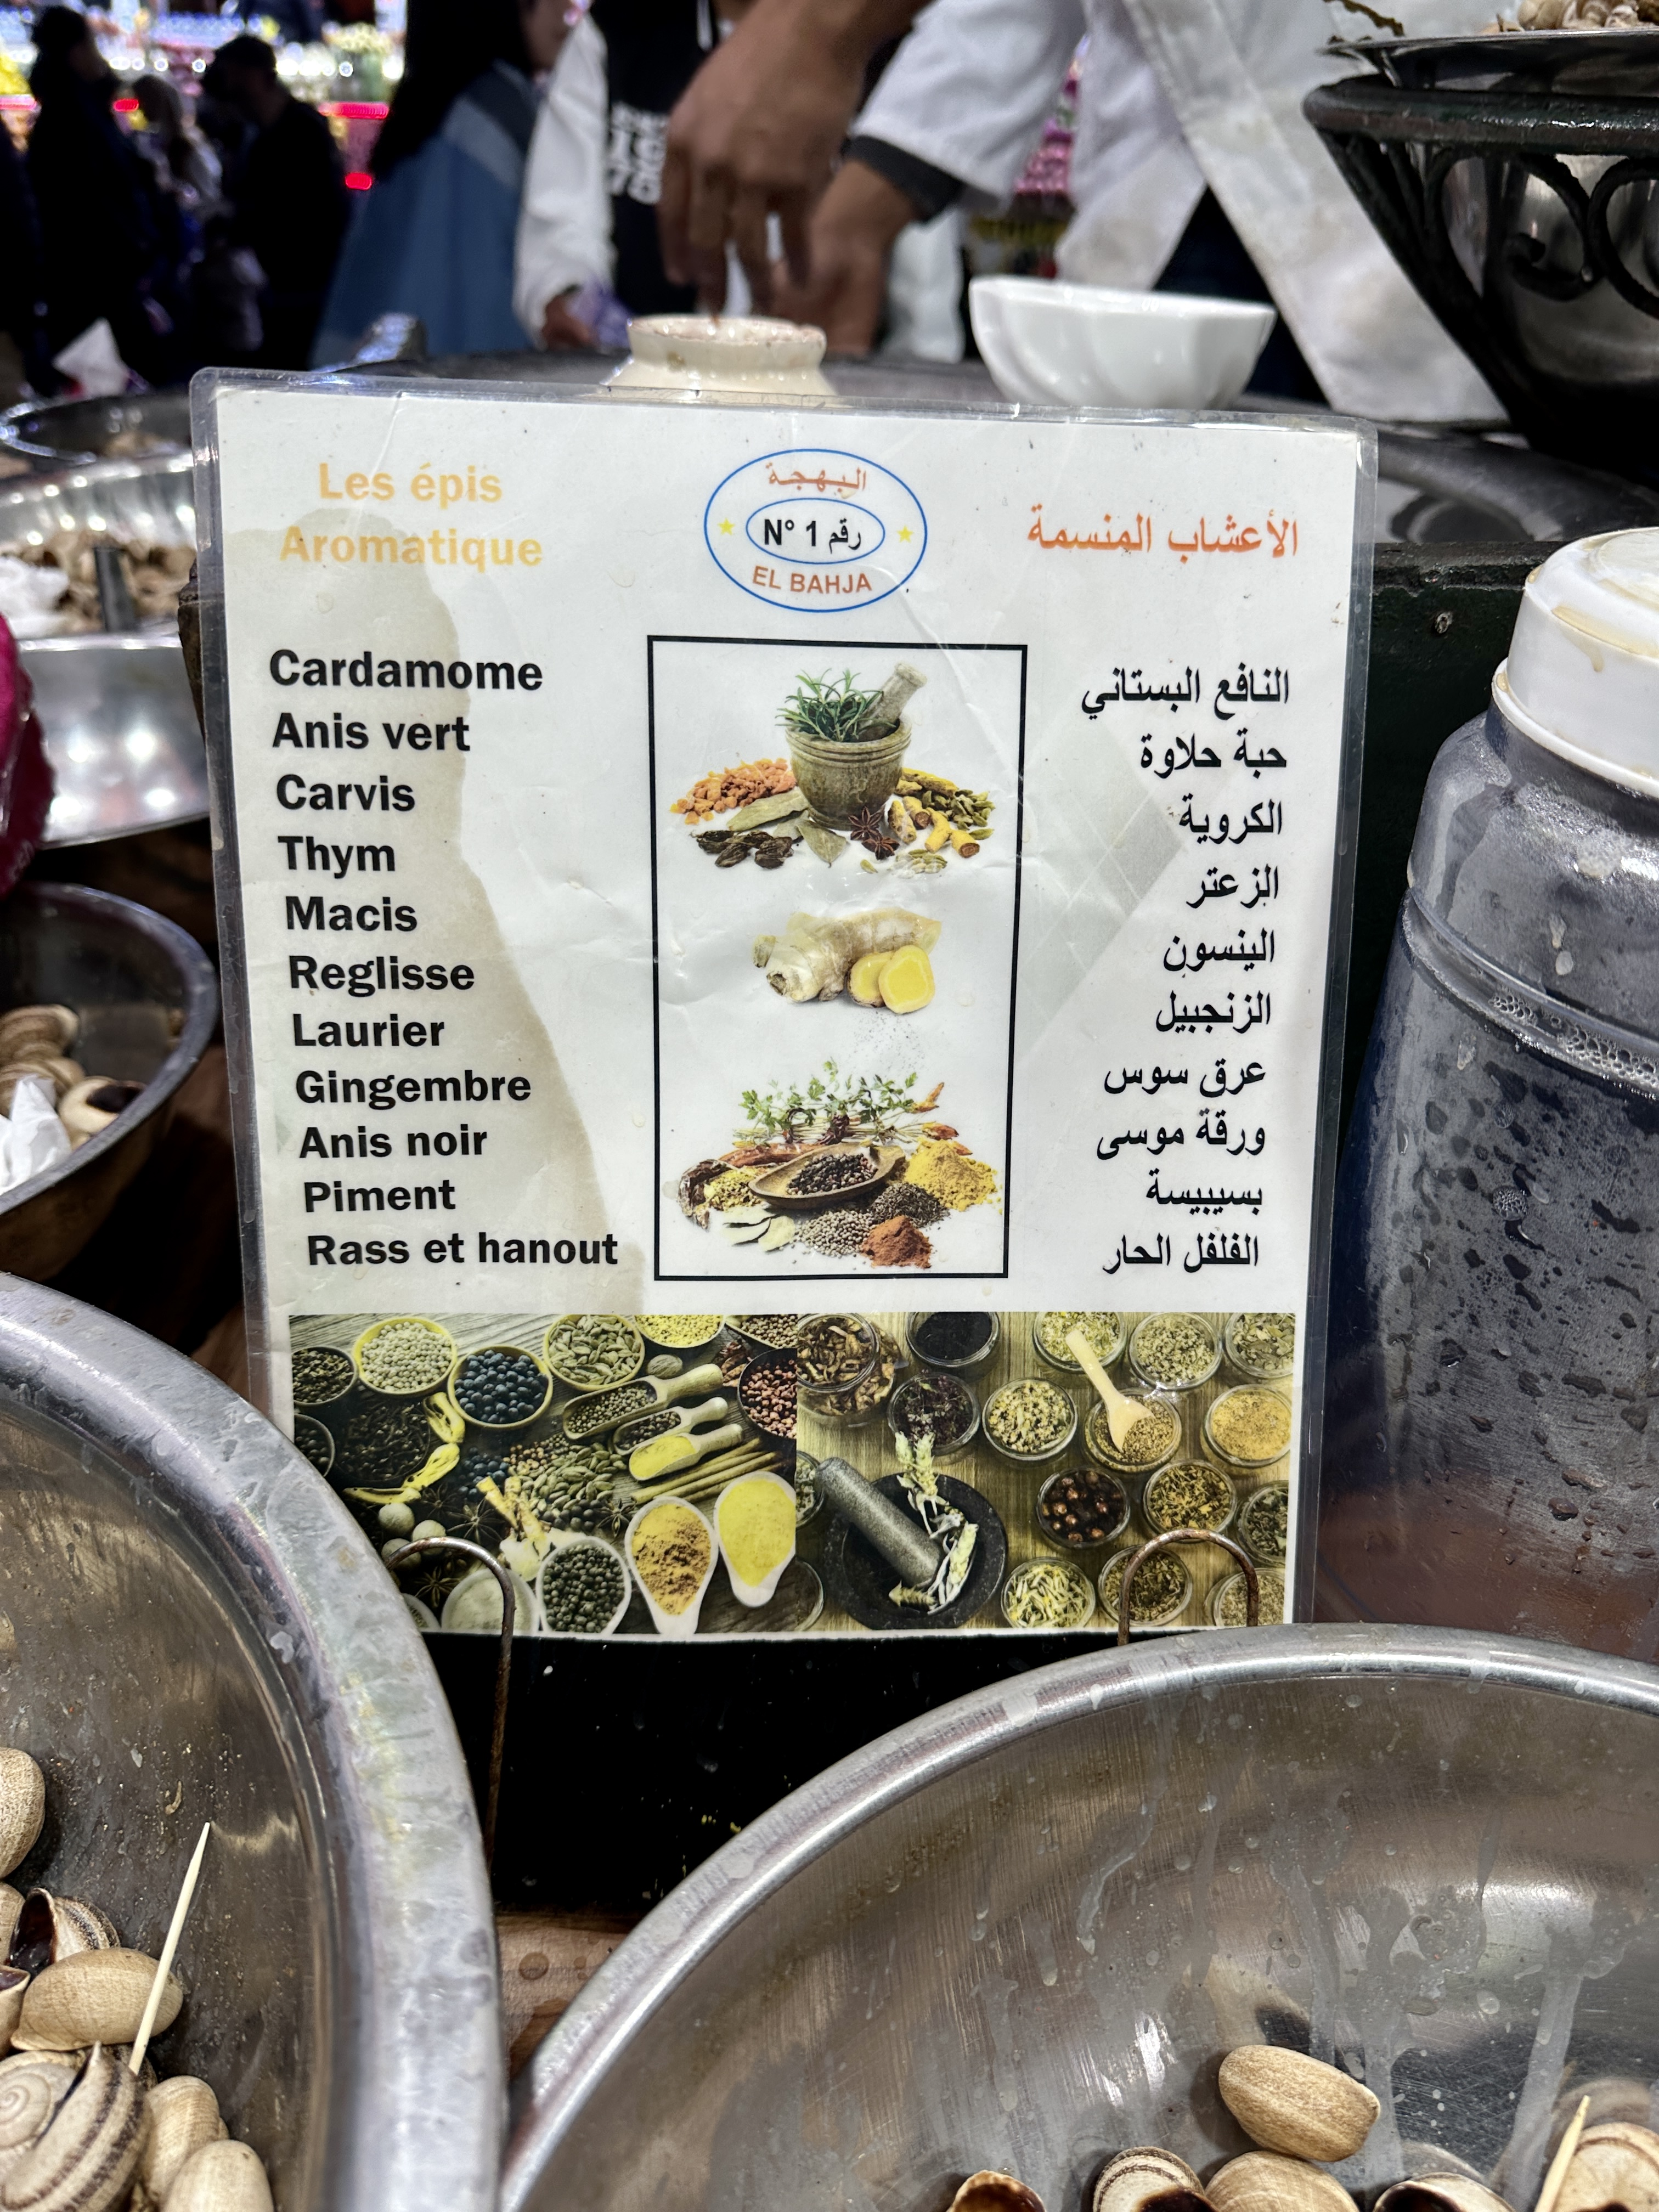 Les épis
Aromatique
البهجة
N° 1 رقم
EL BAHJA
الأعشاب المنسمة
Cardamome
Anis vert
Carvis
Thym
Macis
Reglisse
Laurier
Gingembre
Anis noir
Piment
Rass et hanout
النافع البستاني
حبة حلاوة
الكروية
الزعتر
الينسون
الزنجبيل
عرق سوس
ورقة موسى
بسيبيسة
الفلفل الحار